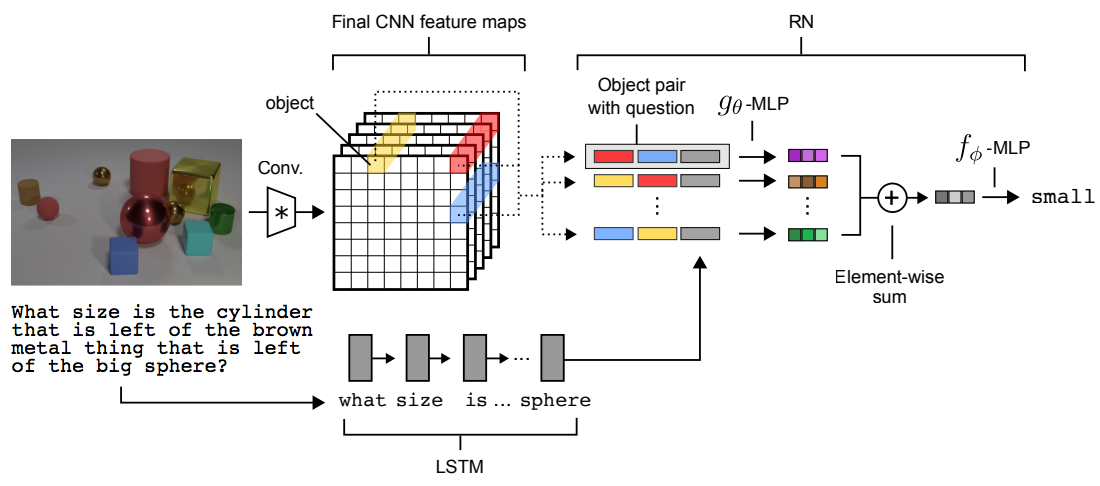 Final CNN feature maps
RN
object
Object pair
with question
gθ-MLP
fϕ-MLP
Conv.
*
+
small
Element-wise
sum
What size is the cylinder
that is left of the brown
metal thing that is left
of the big sphere?
...
what size is ... sphere
LSTM